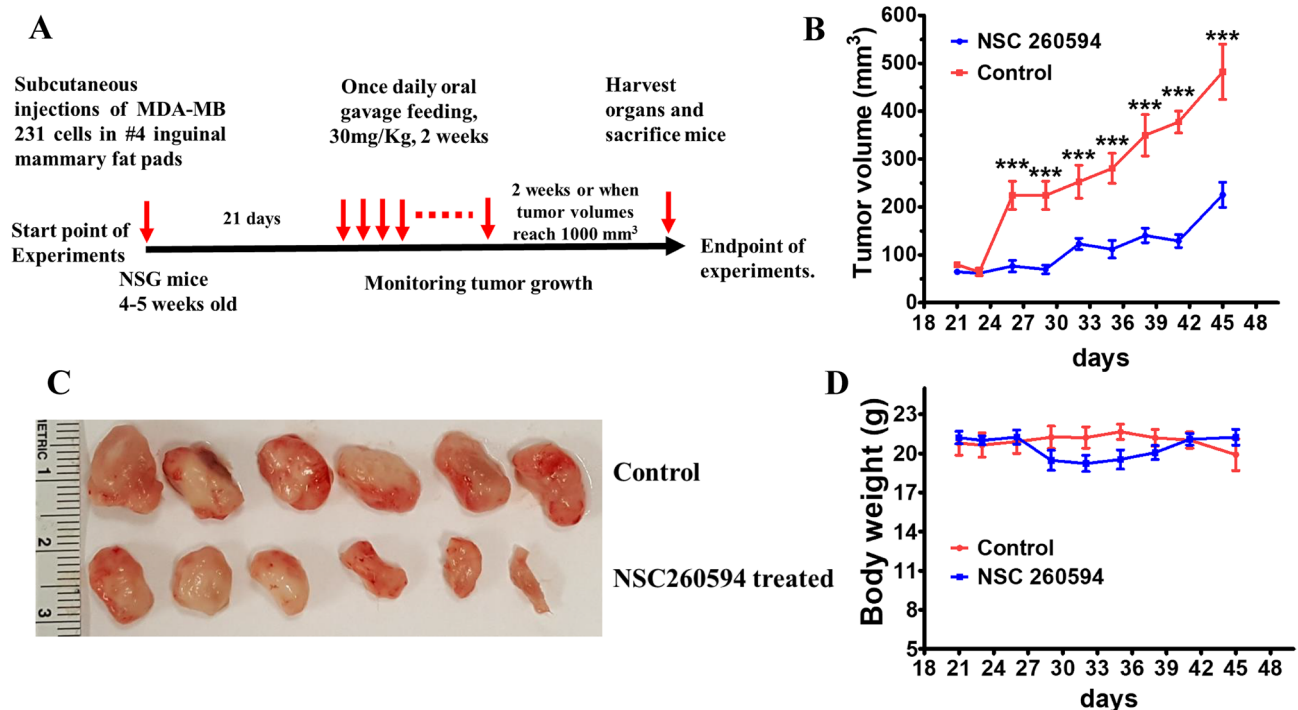 A
Subcutaneous
injections of MDA-MB
231 cells in #4 inguinal
mammary fat pads
Once daily oral
gavage feeding,
30mg/Kg, 2 weeks
Harvest
organs and
sacrifice mice
21 days
2 weeks or when
tumor volumes
reach 1000 mm³
Start point of
Experiments
Endpoint of
experiments.
NSG mice
4-5 weeks old
Monitoring tumor growth
B
Tumor volume (mm³)
600
500
400
300
200
100
0
NSC 260594
Control
***
***
***
***
***
***
***
18 21 24 27 30 33 36 39 42 45 48
days
C
ETRIC 1
2
3
Control
NSC260594 treated
D
Body weight (g)
23
20
17
14
11
8
5
Control
NSC 260594
18 21 24 27 30 33 36 39 42 45 48
days